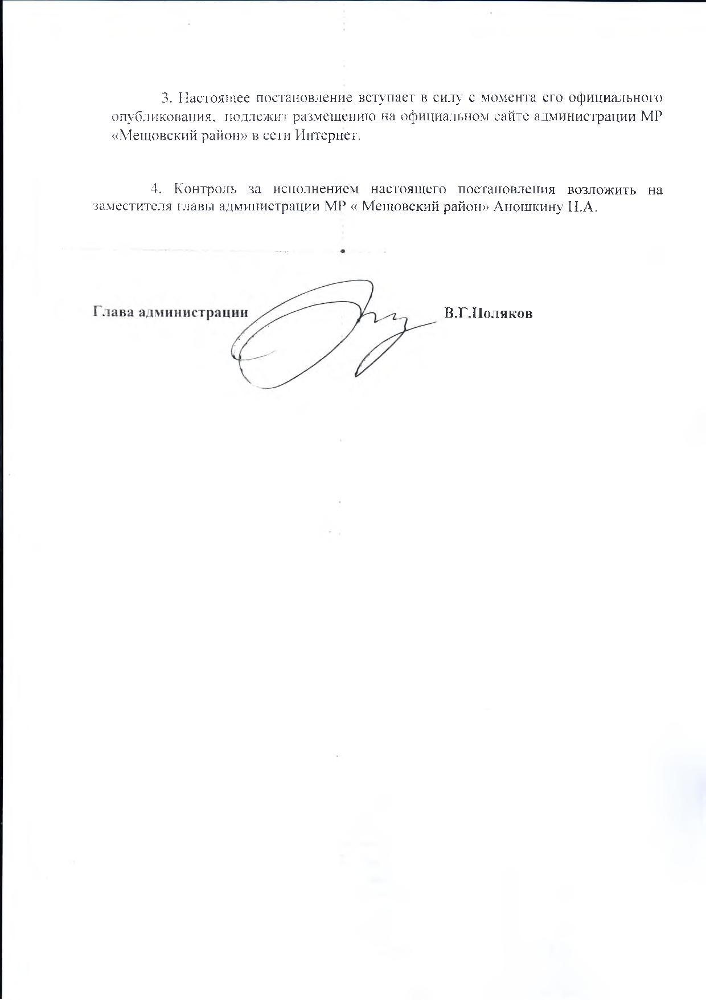 3. Настоящее постановление вступает в силу с момента его официального
опубликования, подлежит размещению на официальном сайте администрации МР
«Мещовский район» в сети Интернет.
4. Контроль за исполнением настоящего постановления возложить на
заместителя главы администрации МР « Мещовский район» Аношкину Н.А.
Глава администрации В.Г.Поляков